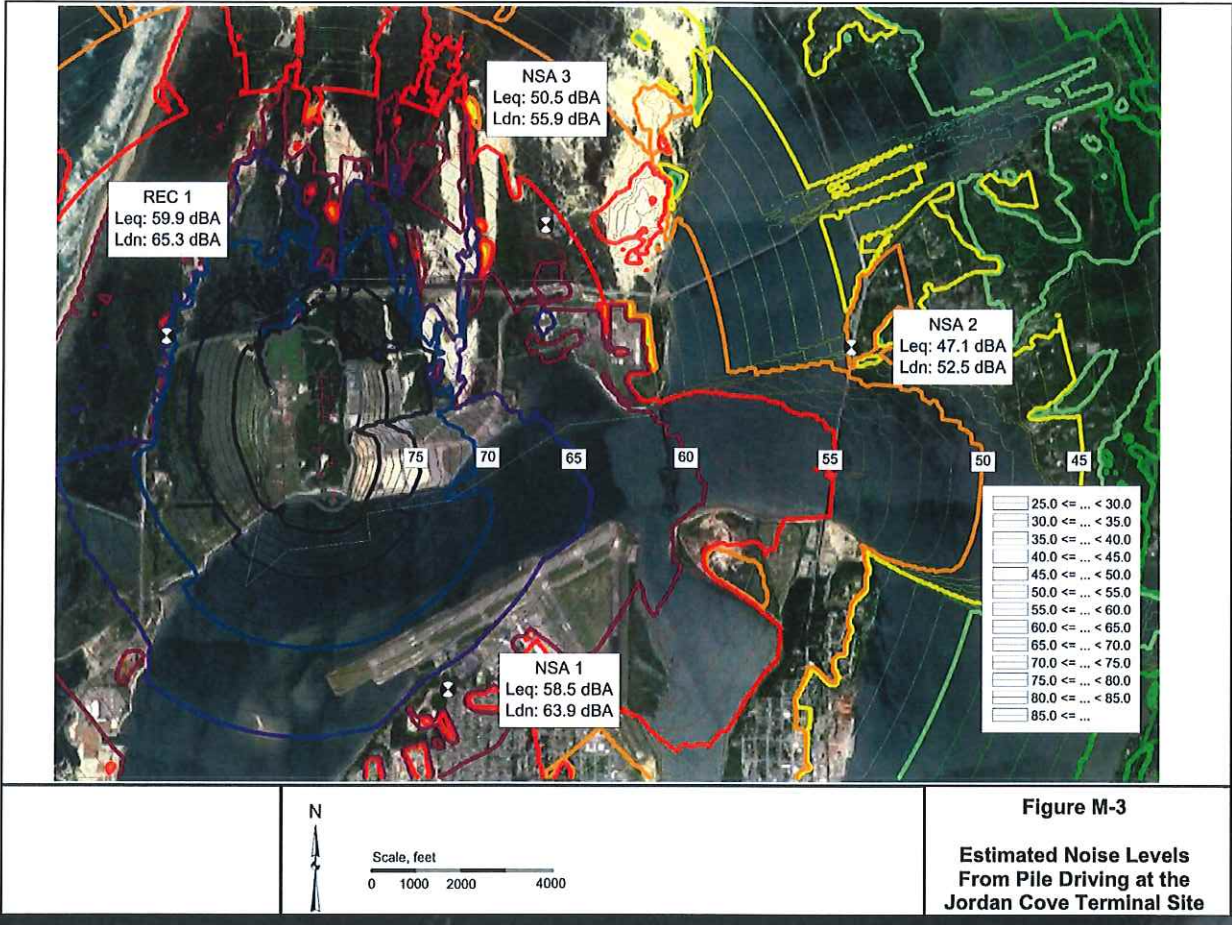 NSA 3
Leq: 50.5 dBA
Ldn: 55.9 dBA
REC 1
Leq: 59.9 dBA
Ldn: 65.3 dBA
NSA 2
Leq: 47.1 dBA
Ldn: 52.5 dBA
75 70 65 60 55 50 45
25.0 <= ... < 30.0
30.0 <= ... < 35.0
35.0 <= ... < 40.0
40.0 <= ... < 45.0
45.0 <= ... < 50.0
50.0 <= ... < 55.0
55.0 <= ... < 60.0
60.0 <= ... < 65.0
65.0 <= ... < 70.0
70.0 <= ... < 75.0
75.0 <= ... < 80.0
80.0 <= ... < 85.0
85.0 <= ...
NSA 1
Leq: 58.5 dBA
Ldn: 63.9 dBA
N
Scale, feet
0 1000 2000 4000
Figure M-3
Estimated Noise Levels
From Pile Driving at the
Jordan Cove Terminal Site